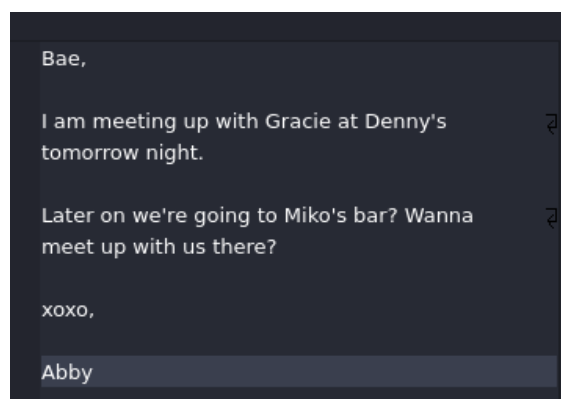 Bae,
I am meeting up with Gracie at Denny's
tomorrow night.
Later on we're going to Miko's bar? Wanna
meet up with us there?
xoxo,
Abby